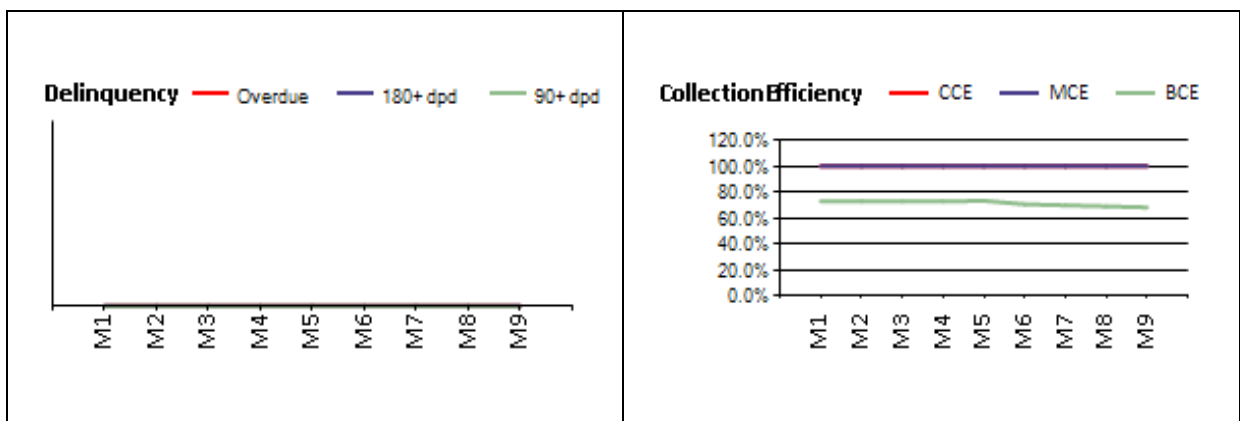 Delinquency Overdue 180+ dpd 90+ dpd
M1 M2 M3 M4 M5 M6 M7 M8 M9
Collection Efficiency CCE MCE BCE
120.0%
100.0%
80.0%
60.0%
40.0%
20.0%
0.0%
M1 M2 M3 M4 M5 M6 M7 M8 M9